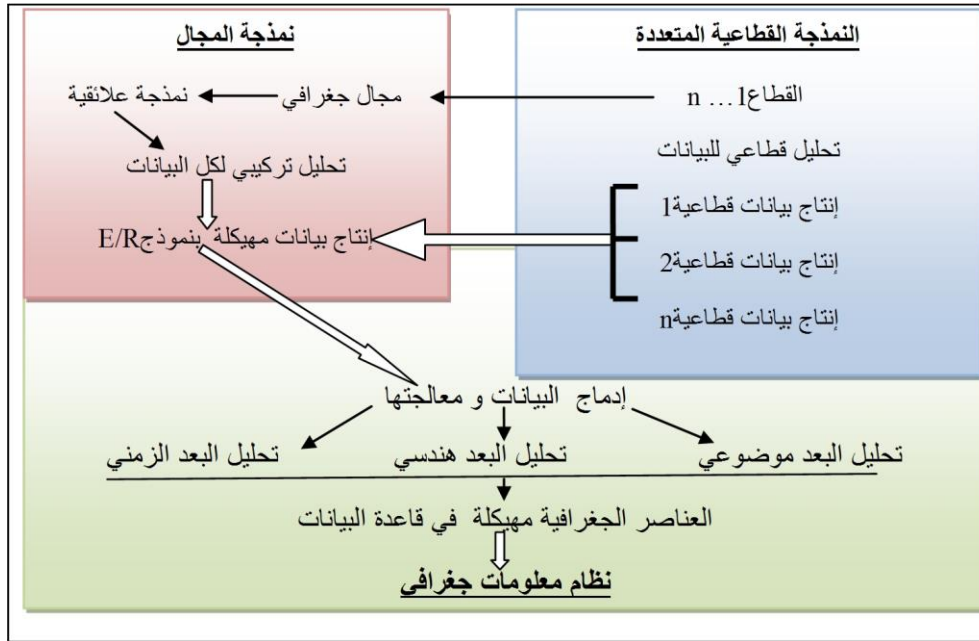 النمذجة القطاعية المتعددة
القطاع1... n
تحليل قطاعي للبيانات
إنتاج بيانات قطاعية1
إنتاج بيانات قطاعية2
إنتاج بيانات قطاعيةn
نمذجة المجال
مجال جغرافي
نمذجة علائقية
تحليل تركيبي لكل البيانات
إنتاج بيانات مهيكلة بنموذجE/R
إدماج البيانات و معالجتها
تحليل البعد موضوعي
تحليل البعد هندسي
تحليل البعد الزمني
العناصر الجغرافية مهيكلة في قاعدة البيانات
نظام معلومات جغرافي